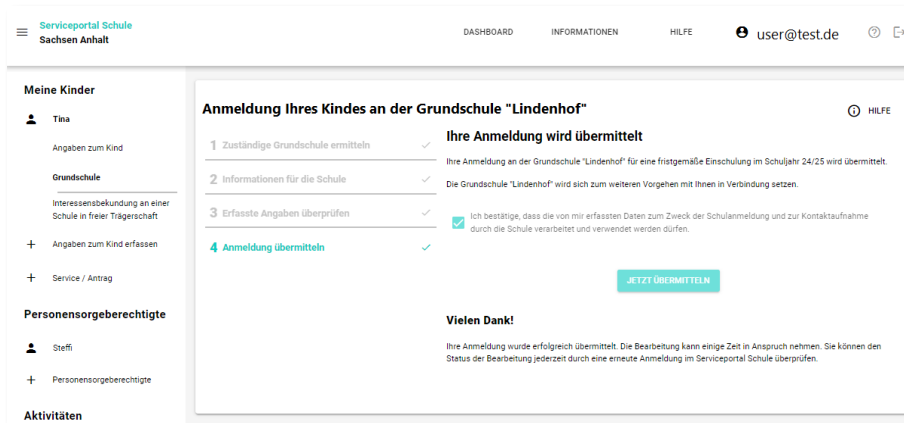 Serviceportal Schule
Sachsen Anhalt
DASHBOARD
INFORMATIONEN
HILFE
user@test.de
Meine Kinder
Tina
Angaben zum Kind
Grundschule
Interessensbekundung an einer
Schule in freier Trägerschaft
Angaben zum Kind erfassen
Service / Antrag
Personensorgeberechtigte
Steffi
Personensorgeberechtigte
Aktivitäten
Anmeldung Ihres Kindes an der Grundschule "Lindenhof"
HILFE
1 Zuständige Grundschule ermitteln
2 Informationen für die Schule
3 Erfasste Angaben überprüfen
4 Anmeldung übermitteln
Ihre Anmeldung wird übermittelt
Ihre Anmeldung an der Grundschule "Lindenhof" für eine fristgemäße Einschulung im Schuljahr 24/25 wird übermittelt.
Die Grundschule "Lindenhof" wird sich zum weiteren Vorgehen mit Ihnen in Verbindung setzen.
Ich bestätige, dass die von mir erfassten Daten zum Zweck der Schulanmeldung und zur Kontaktaufnahme
durch die Schule verarbeitet und verwendet werden dürfen.
JETZT ÜBERMITTELN
Vielen Dank!
Ihre Anmeldung wurde erfolgreich übermittelt. Die Bearbeitung kann einige Zeit in Anspruch nehmen. Sie können den
Status der Bearbeitung jederzeit durch eine erneute Anmeldung im Serviceportal Schule überprüfen.